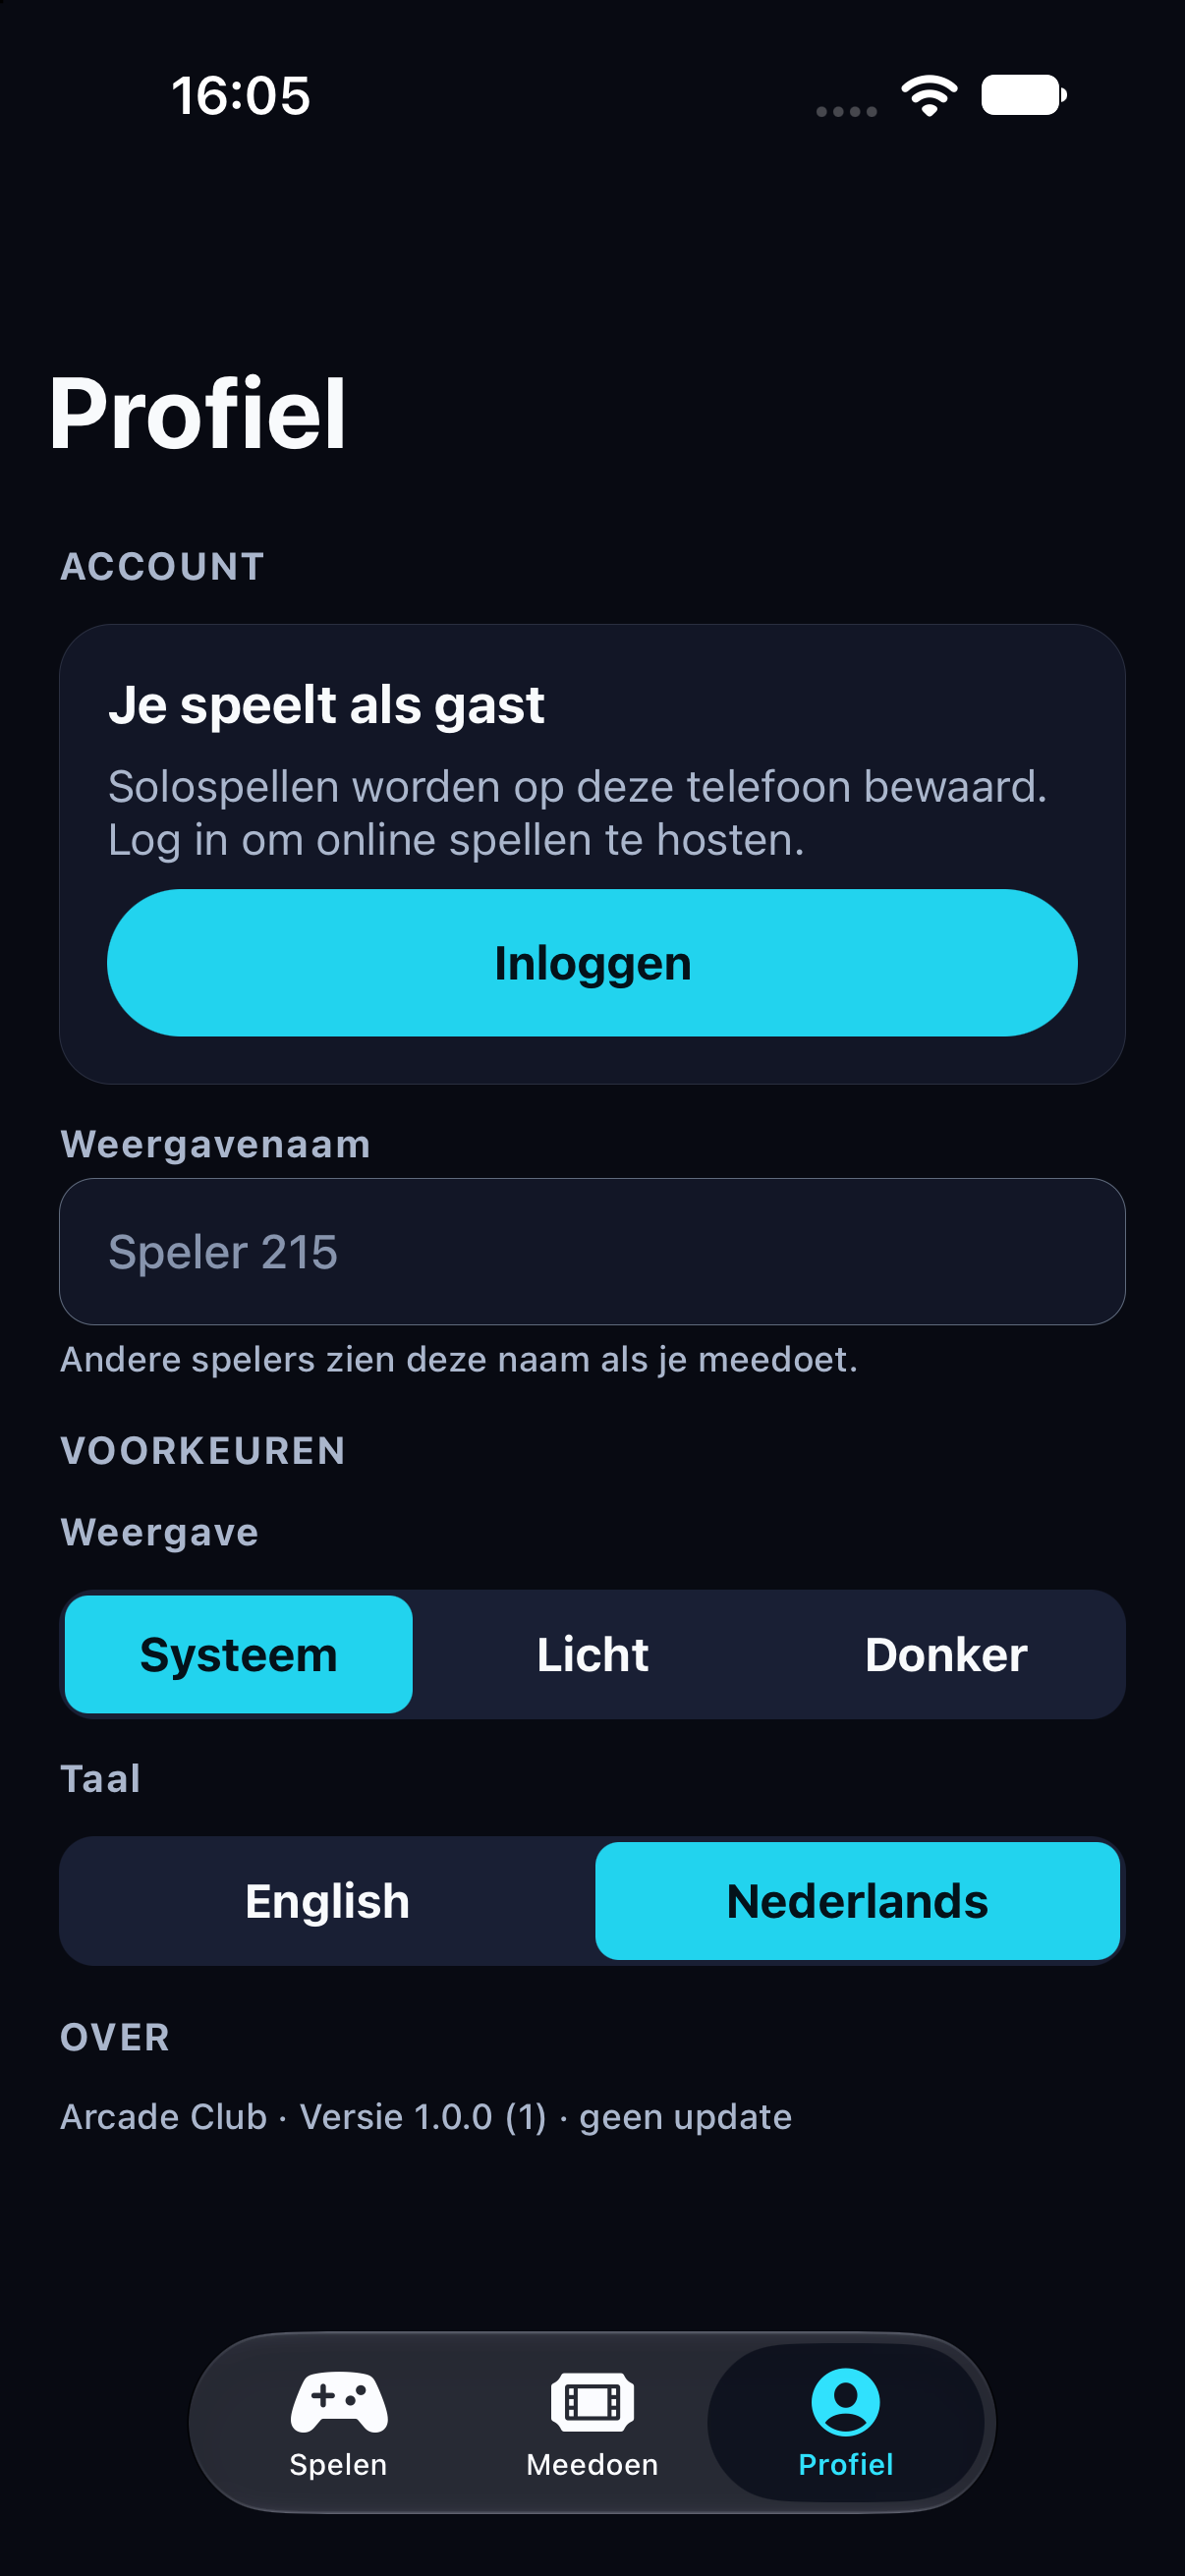 16:05
Profiel
ACCOUNT
Je speelt als gast
Solospellen worden op deze telefoon bewaard.
Log in om online spellen te hosten.
Inloggen
Weergavenaam
Speler 215
Andere spelers zien deze naam als je meedoet.
VOORKEUREN
Weergave
Systeem Licht Donker
Taal
English Nederlands
OVER
Arcade Club · Versie 1.0.0 (1) · geen update
Spelen Meedoen Profiel